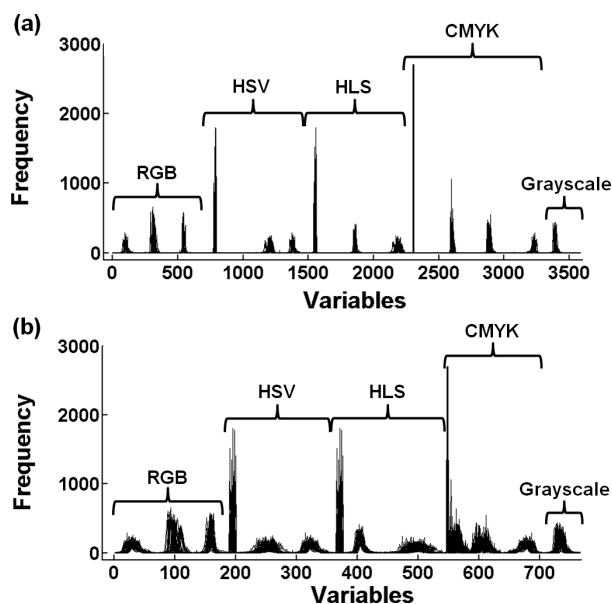 (a)
CMYK
3000
HSV
HLS
2000
RGB
Grayscale
1000
0
Frequency
0 500 1000 1500 2000 2500 3000 3500
Variables
(b)
CMYK
3000
HSV
HLS
2000
RGB
Grayscale
1000
0
Frequency
0 100 200 300 400 500 600 700
Variables